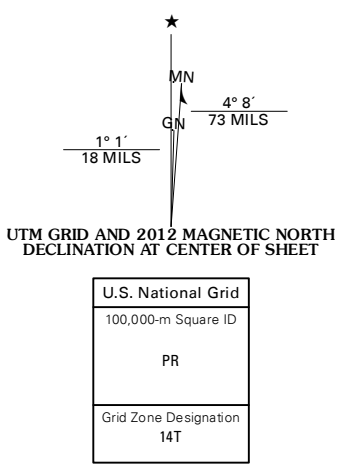 ★
MN
4° 8´
73 MILS
GN
1° 1´
18 MILS
UTM GRID AND 2012 MAGNETIC NORTH
DECLINATION AT CENTER OF SHEET
U.S. National Grid
100,000-m Square ID
PR
Grid Zone Designation
14T